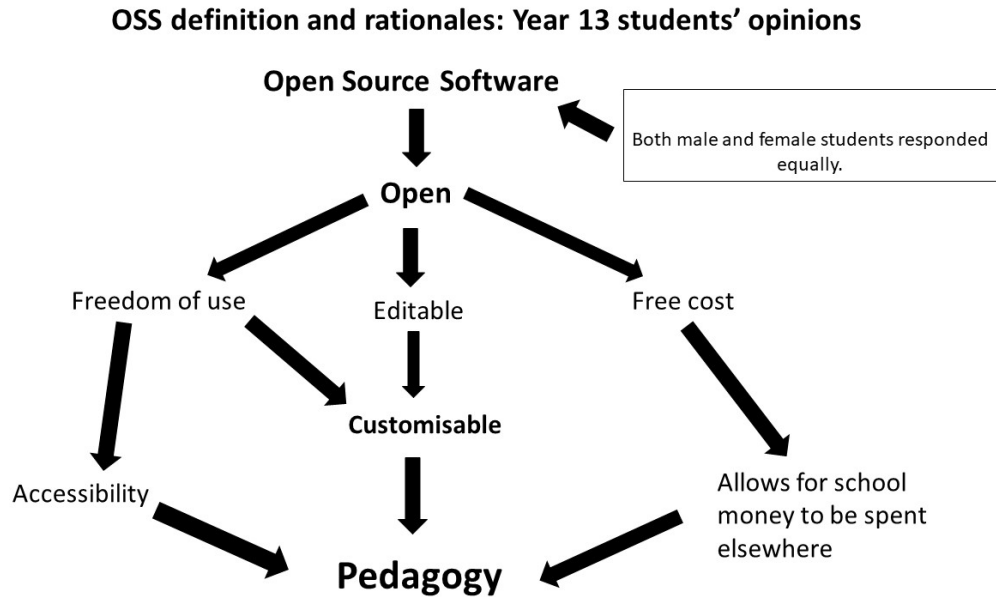 OSS definition and rationales: Year 13 students’ opinions
Open Source Software
Both male and female students responded
equally.
Open
Freedom of use
Editable
Free cost
Customisable
Accessibility
Allows for school
money to be spent
elsewhere
Pedagogy